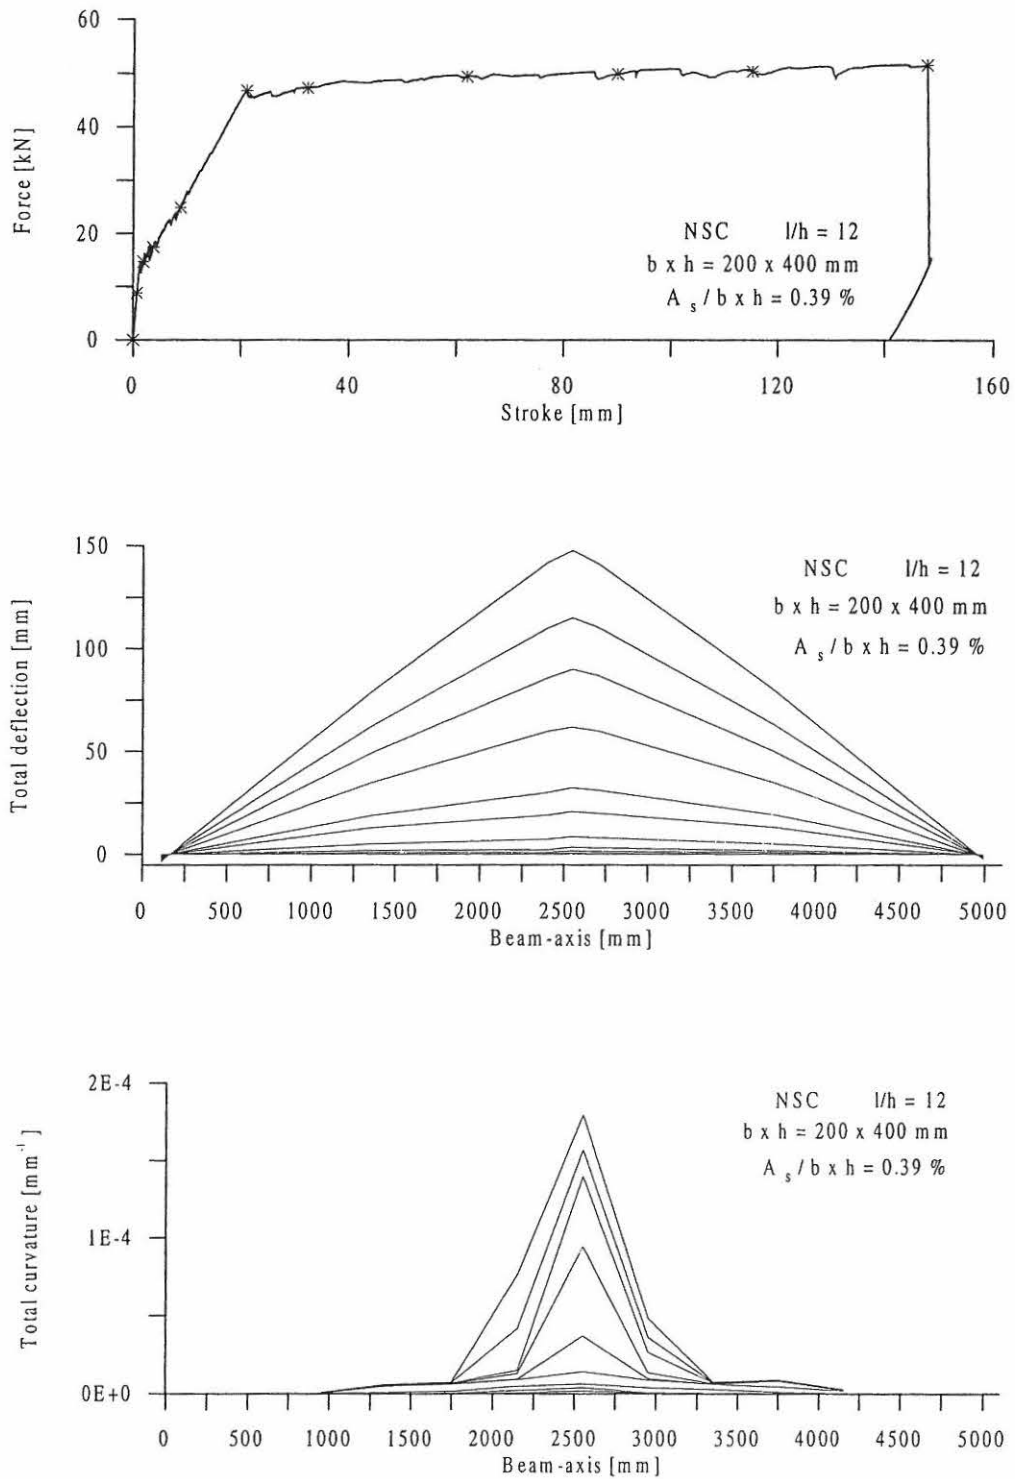 60
40
20
0
Force [kN]
NSC l/h = 12
b x h = 200 x 400 mm
A s / b x h = 0.39 %
0 40 80 120 160
Stroke [mm]
150
100
50
0
Total deflection [mm]
NSC l/h = 12
b x h = 200 x 400 mm
A s / b x h = 0.39 %
0 500 1000 1500 2000 2500 3000 3500 4000 4500 5000
Beam-axis [mm]
2E-4
1E-4
0E+0
Total curvature [mm⁻¹]
NSC l/h = 12
b x h = 200 x 400 mm
A s / b x h = 0.39 %
0 500 1000 1500 2000 2500 3000 3500 4000 4500 5000
Beam-axis [mm]